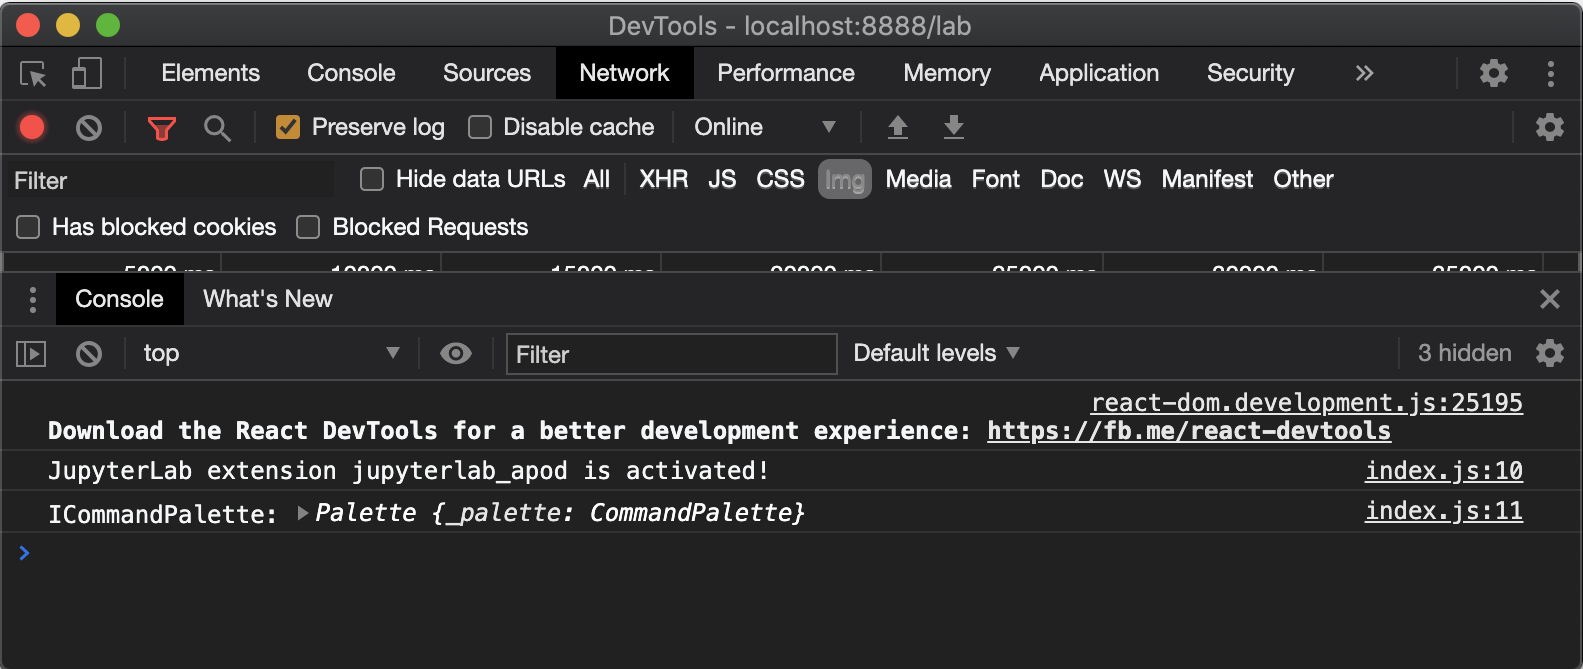 DevTools - localhost:8888/lab
Elements Console Sources Network Performance Memory Application Security »
Preserve log Disable cache Online
Filter Hide data URLs All XHR JS CSS Img Media Font Doc WS Manifest Other
Has blocked cookies Blocked Requests
Console What's New
top Filter Default levels 3 hidden
react-dom.development.js:25195
Download the React DevTools for a better development experience: https://fb.me/react-devtools
JupyterLab extension jupyterlab_apod is activated! index.js:10
ICommandPalette: Palette {_palette: CommandPalette} index.js:11